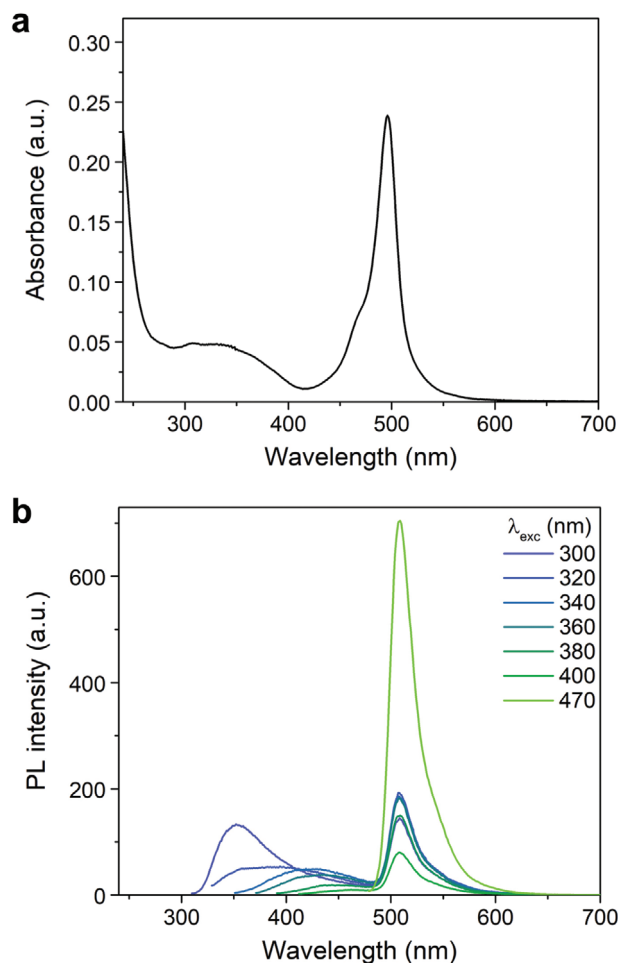 a
0.30
0.25
0.20
0.15
0.10
0.05
0.00
Absorbance (a.u.)
300 400 500 600 700
Wavelength (nm)
b
600
400
200
0
PL intensity (a.u.)
λexc (nm)
300
320
340
360
380
400
470
300 400 500 600 700
Wavelength (nm)